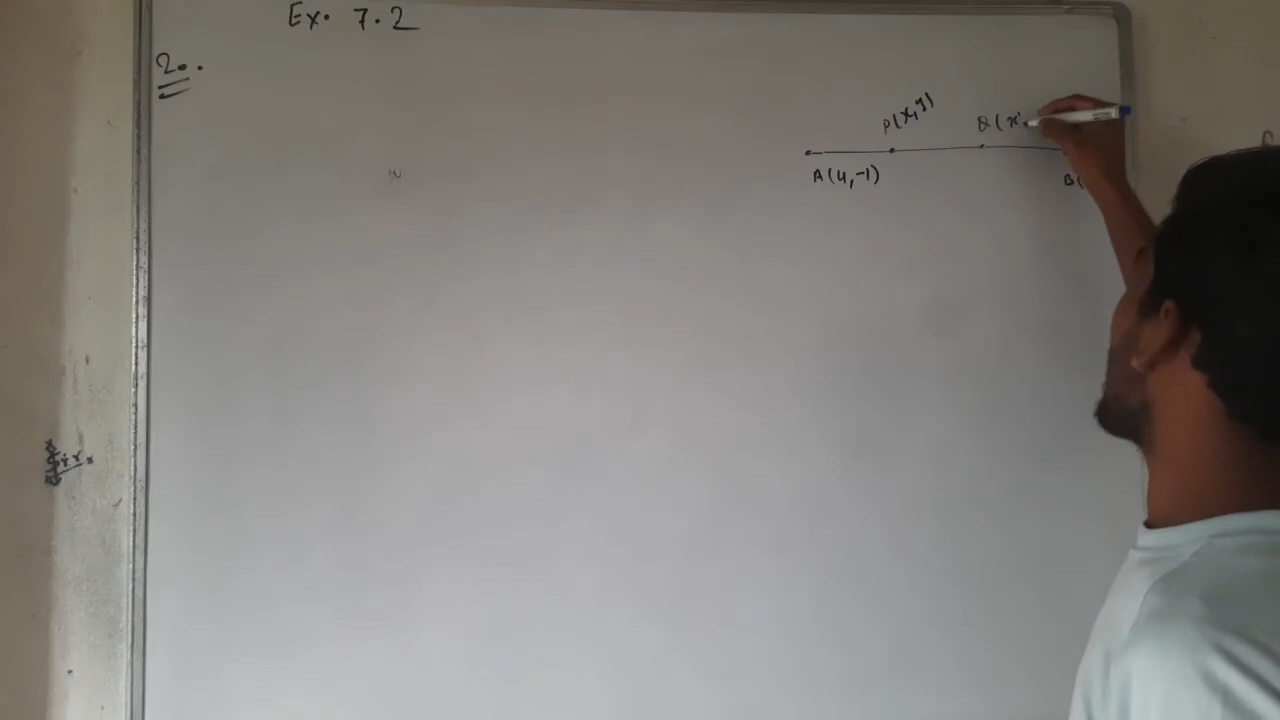 Ex. 7.2
2.
P(x,y)
Q(x'
A(4,-1)
B(